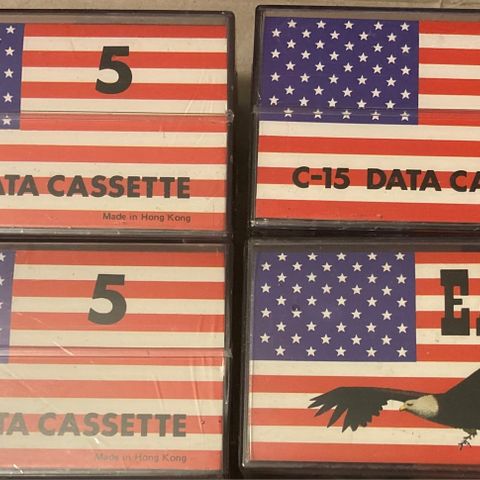 5
ATA CASSETTE
Made in Hong Kong
C-15 DATA CA
5
ATA CASSETTE
Made in Hong Kong
E.